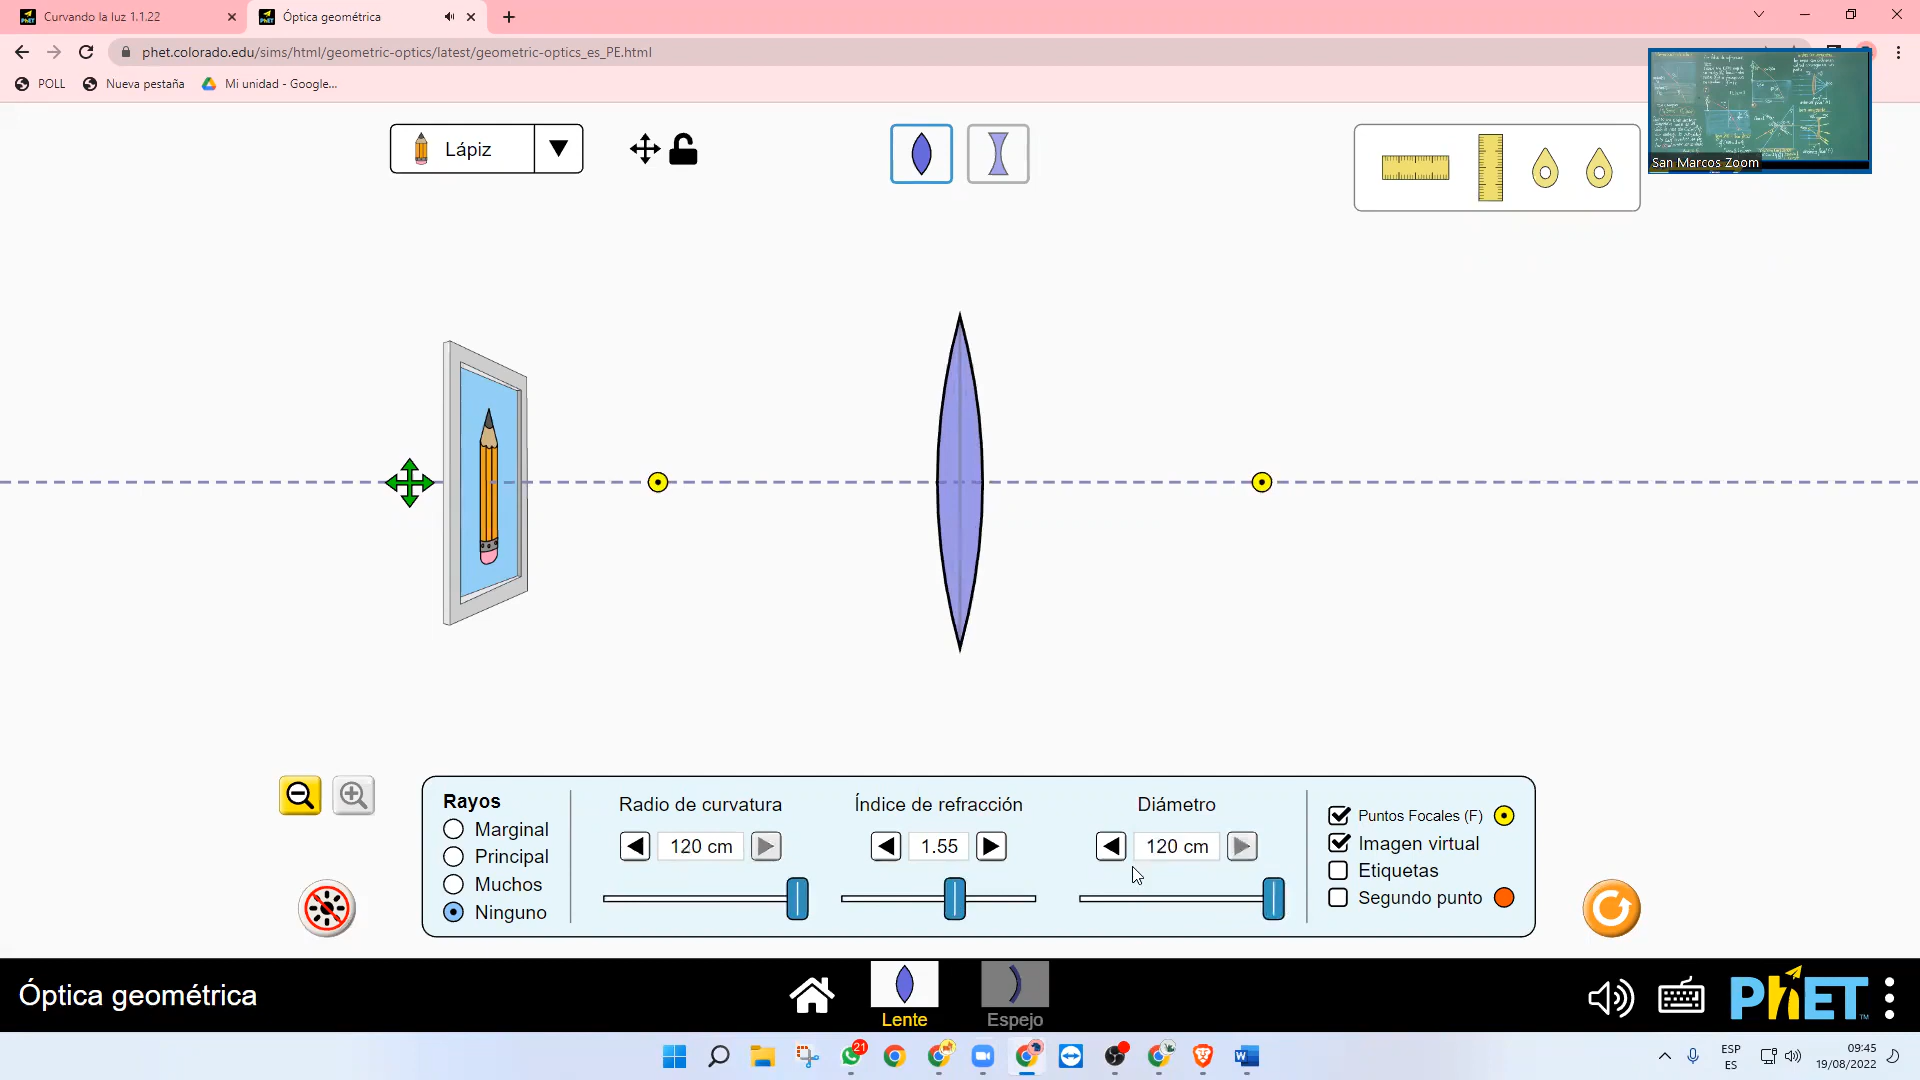 Curvando la luz 1.1.22
Óptica geométrica
phet.colorado.edu/sims/html/geometric-optics/latest/geometric-optics_es_PE.html
POLL
Nueva pestaña
Mi unidad - Google...
San Marcos Zoom
Lápiz
Rayos
Marginal
Principal
Muchos
Ninguno
Radio de curvatura
120 cm
Índice de refracción
1.55
Diámetro
120 cm
Puntos Focales (F)
Imagen virtual
Etiquetas
Segundo punto
Óptica geométrica
Lente
Espejo
PhET
21
ESP
ES
09:45
19/08/2022